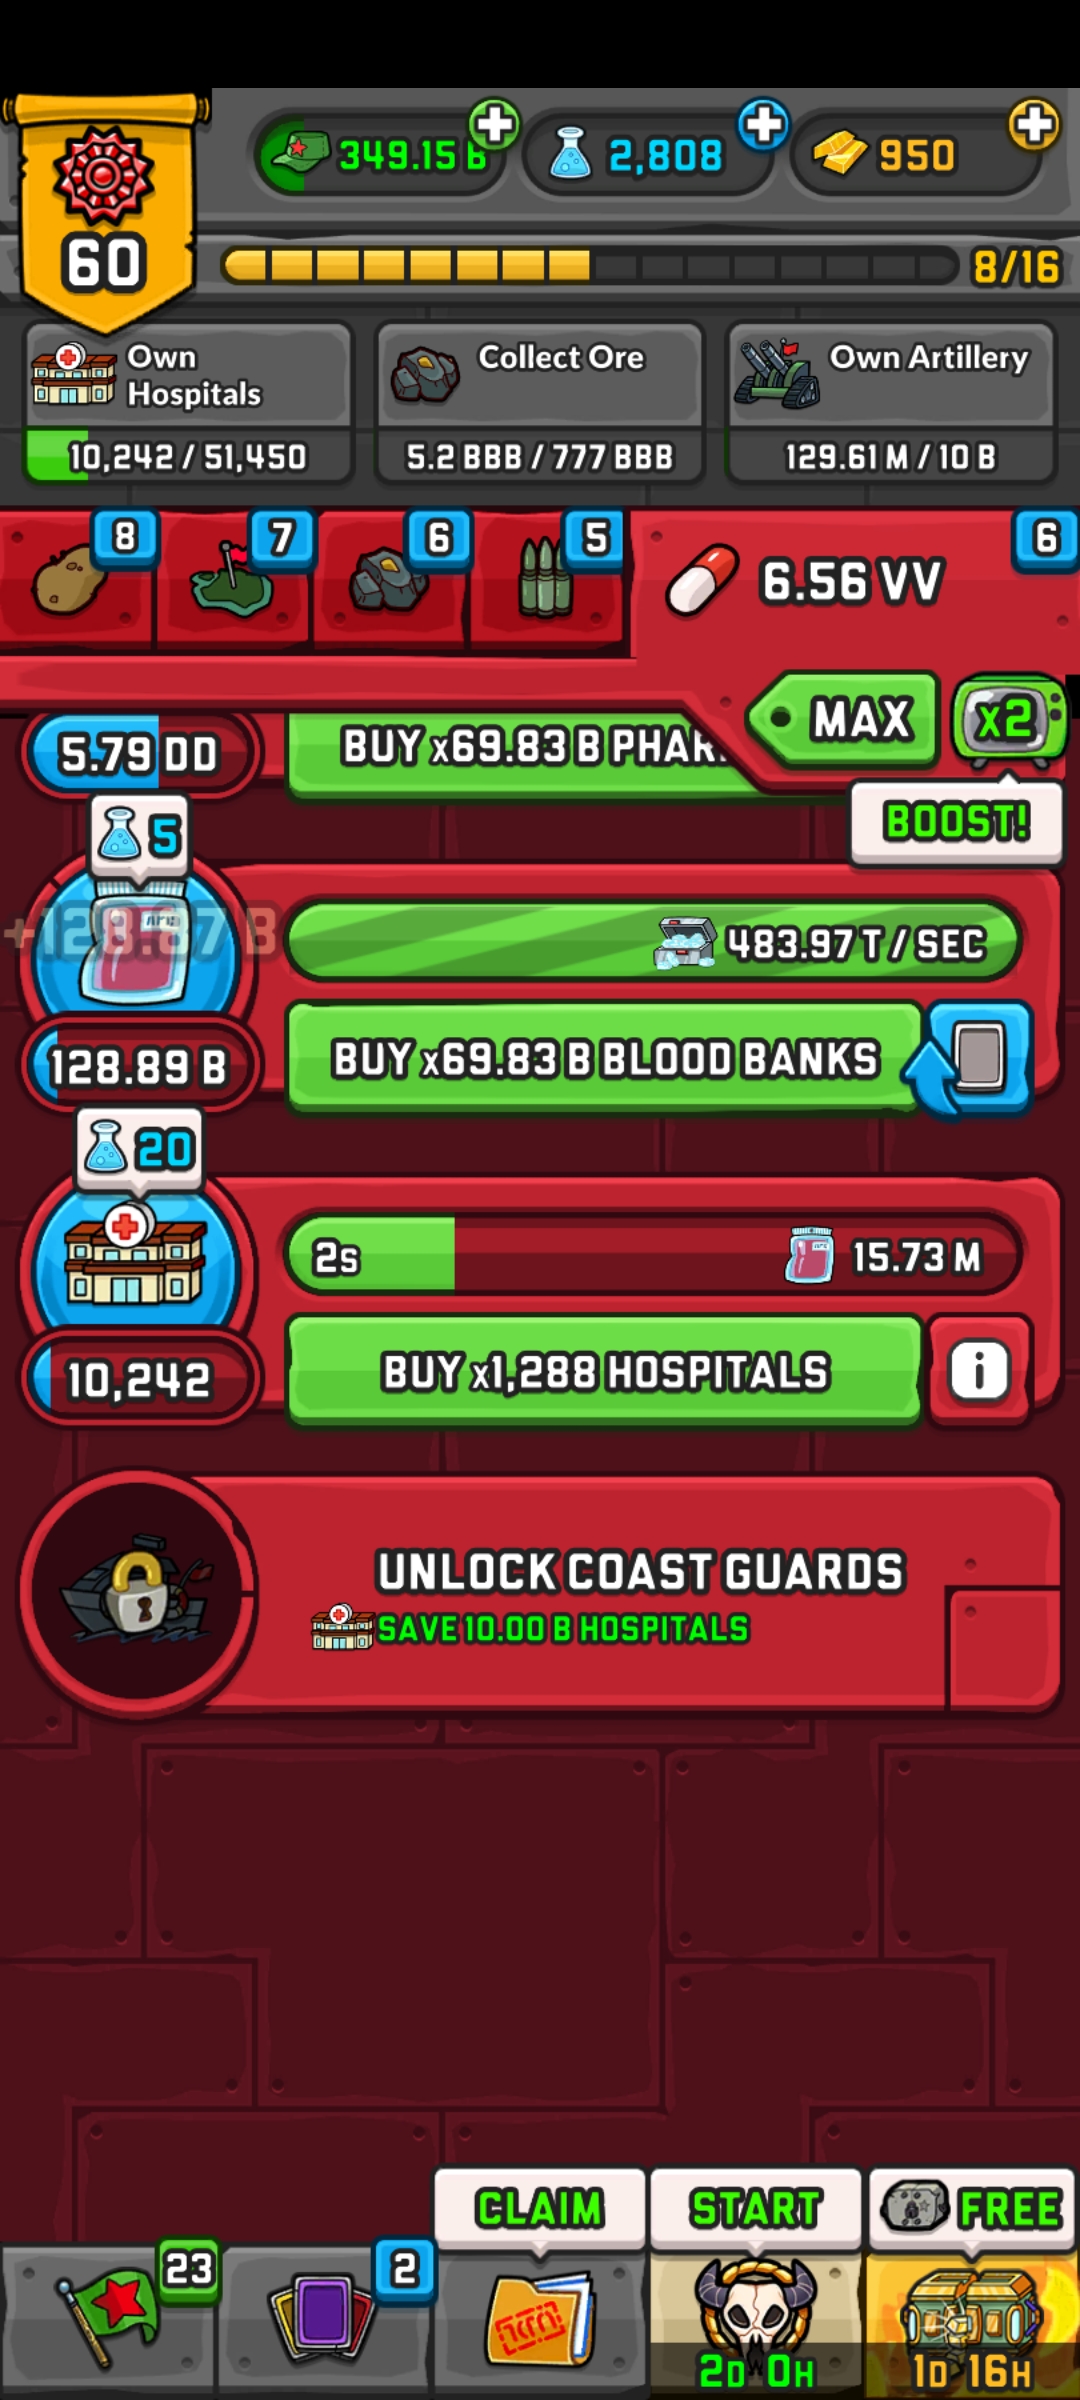 60
349.15 B
2,808
950
8/16
Own
Hospitals
10,242 / 51,450
Collect Ore
5.2 BBB / 777 BBB
Own Artillery
129.61 M / 10 B
8
7
6
5
6.56 VV
6
MAX
x2
BOOST!
5.79 DD
BUY x69.83 B PHAR
5
+128.87 B
483.97 T / SEC
128.89 B
BUY x69.83 B BLOOD BANKS
20
2s
15.73 M
10,242
BUY x1,288 HOSPITALS
i
UNLOCK COAST GUARDS
SAVE 10.00 B HOSPITALS
CLAIM
START
FREE
23
2
2D 0H
1D 16H